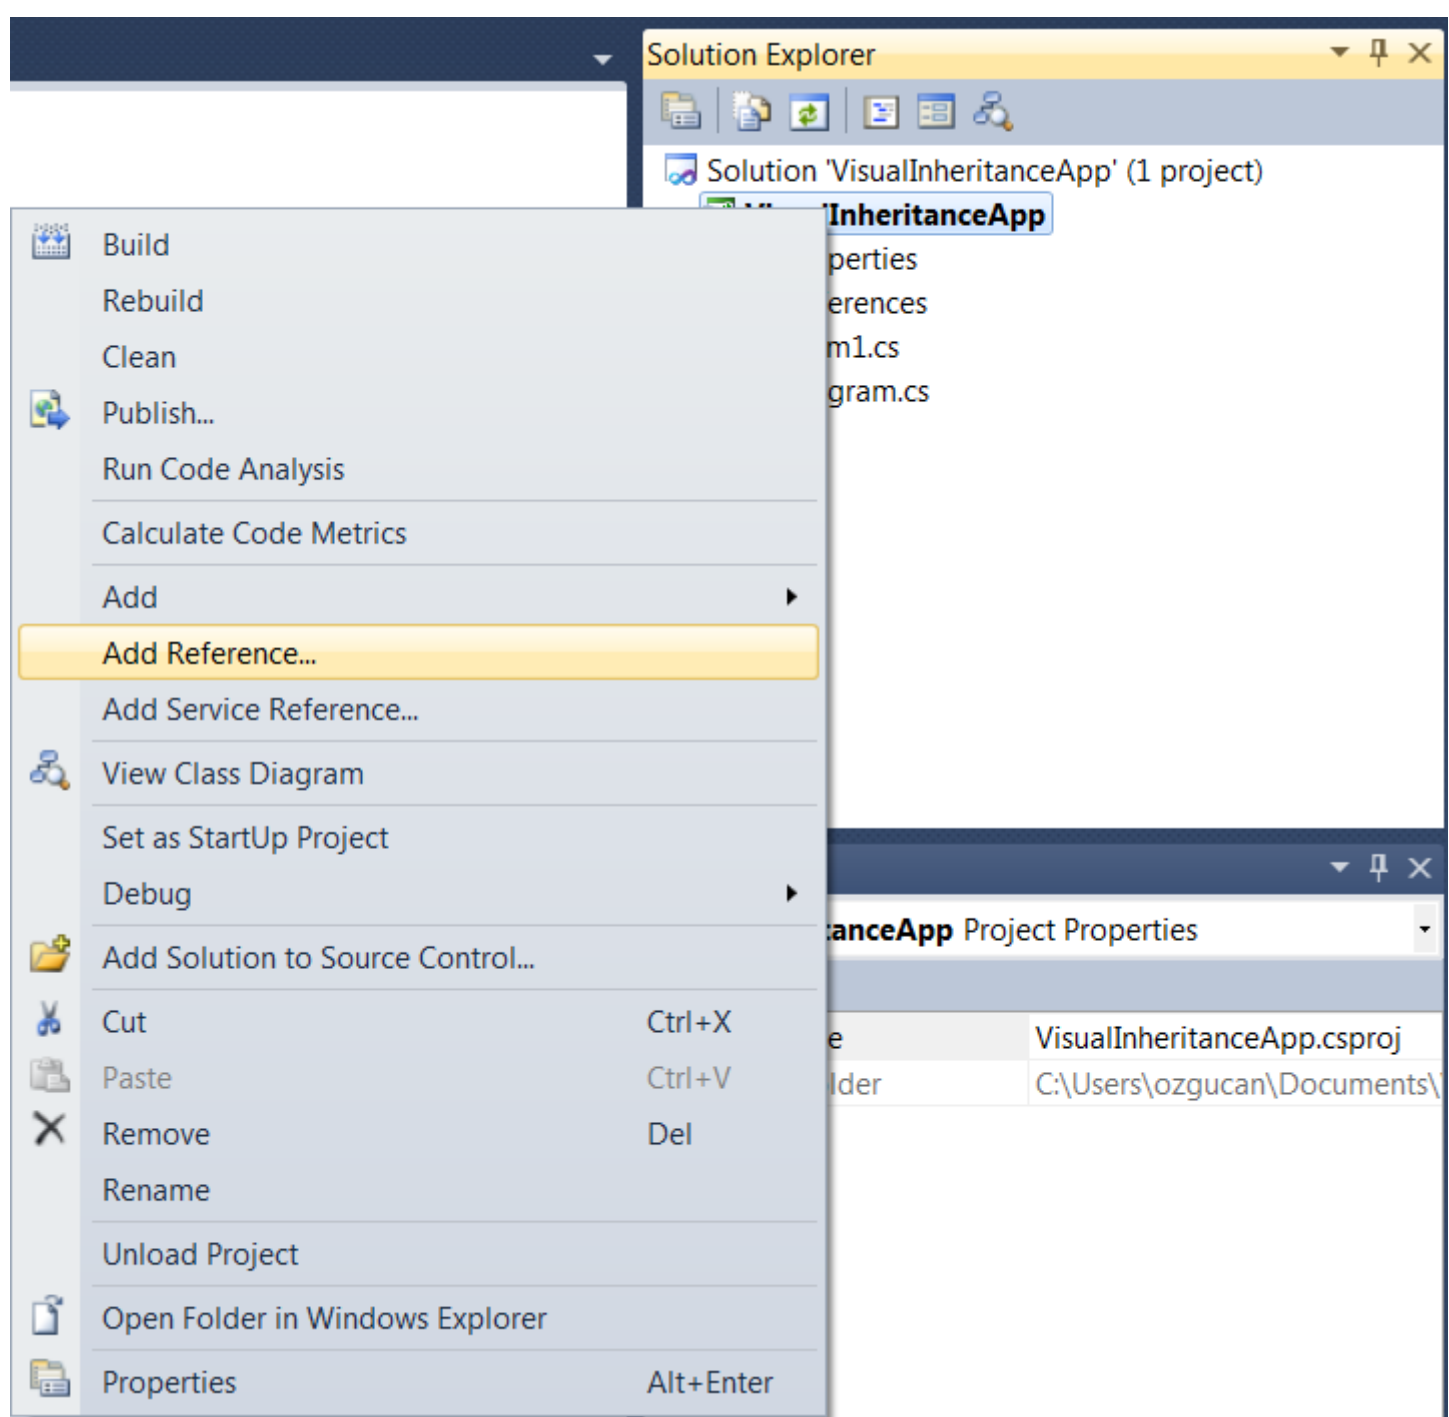 Solution Explorer
Solution 'VisualInheritanceApp' (1 project)
InheritanceApp
perties
erences
m1.cs
gram.cs
Build
Rebuild
Clean
Publish...
Run Code Analysis
Calculate Code Metrics
Add
Add Reference...
Add Service Reference...
View Class Diagram
Set as StartUp Project
Debug
Add Solution to Source Control...
Cut Ctrl+X
Paste Ctrl+V
Remove Del
Rename
Unload Project
Open Folder in Windows Explorer
Properties Alt+Enter
anceApp Project Properties
e VisualInheritanceApp.csproj
lder C:\Users\ozgucan\Documents\